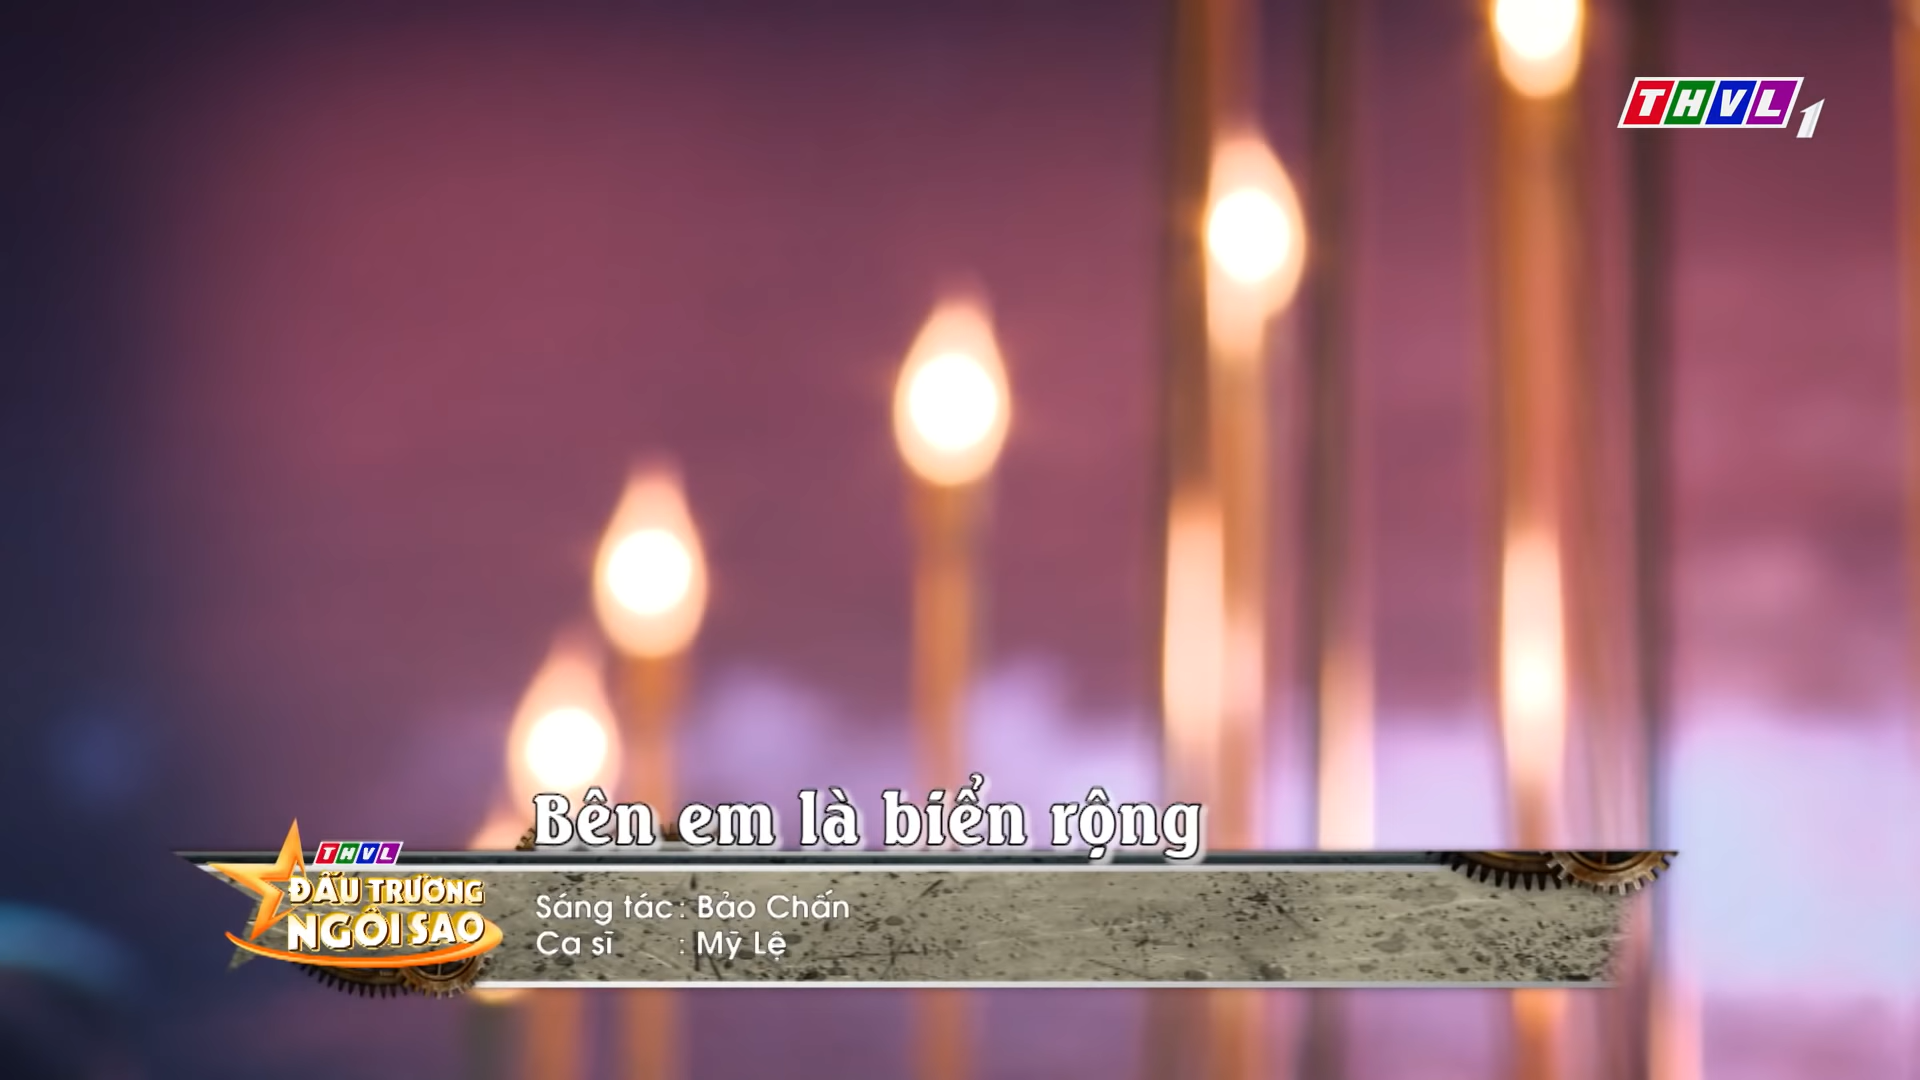 THVL1
Bên em là biển rộng
THVL
ĐẤU TRƯỜNG
NGÔI SAO
Sáng tác : Bảo Chấn
Ca sĩ : Mỹ Lệ